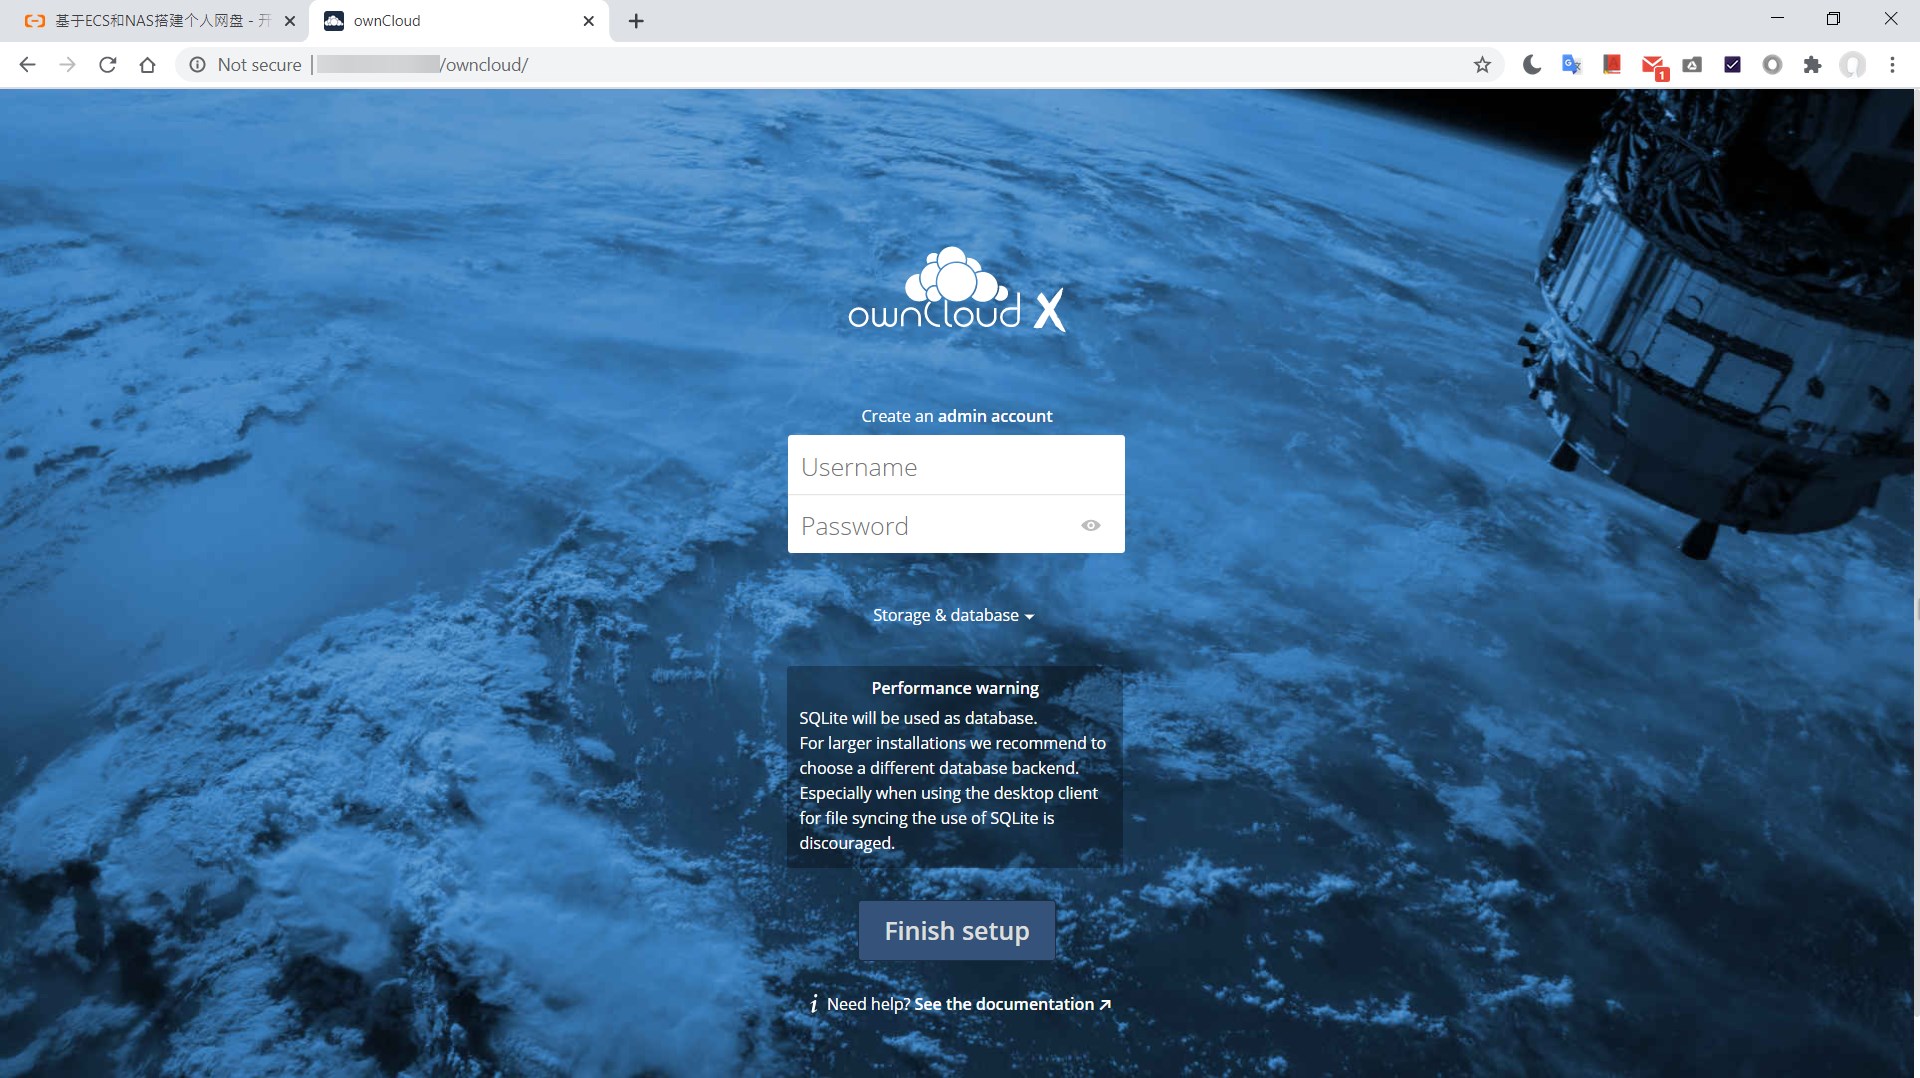 基于ECS和NAS搭建个人网盘 - 开
ownCloud
Not secure
/owncloud/
1
ownCloud X
Create an admin account
Username
Password
Storage & database
Performance warning
SQLite will be used as database.
For larger installations we recommend to
choose a different database backend.
Especially when using the desktop client
for file syncing the use of SQLite is
discouraged.
Finish setup
i Need help? See the documentation